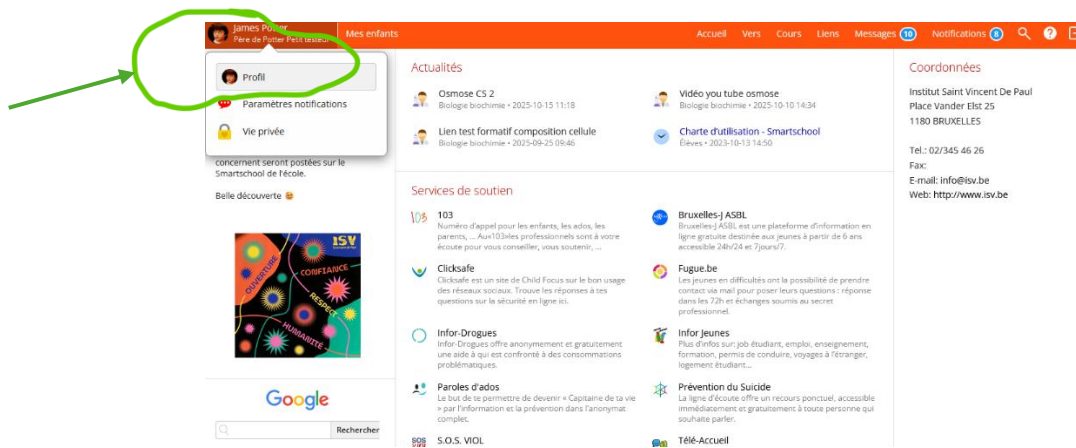 James Potter
Père de Potter Petit testeur
Mes enfants
Accueil Vers Cours Liens Messages 10 Notifications 8
Profil
Paramètres notifications
Vie privée
concernent seront postées sur le
Smartschool de l'école.
Belle découverte
ISV
OUVERTURE
CONFIANCE
RESPECT
HUMANITE
Google
Rechercher
Actualités
Osmose CS 2
Biologie biochimie • 2025-10-15 11:18
Vidéo you tube osmose
Biologie biochimie • 2025-10-10 14:34
Lien test formatif composition cellule
Biologie biochimie • 2025-09-25 09:46
Charte d'utilisation - Smartschool
Élèves • 2023-10-13 14:50
Services de soutien
103
103
Numéro d'appel pour les enfants, les ados, les
parents, ... Au«103»les professionnels sont à votre
écoute pour vous conseiller, vous soutenir, ...
Bruxelles-J ASBL
Bruxelles-J ASBL est une plateforme d'information en
ligne gratuite destinée aux jeunes à partir de 6 ans
accessible 24h/24 et 7jours/7.
Clicksafe
Clicksafe est un site de Child Focus sur le bon usage
des réseaux sociaux. Trouve les réponses à tes
questions sur la sécurité en ligne ici.
Fugue.be
Les jeunes en difficultés ont la possibilité de prendre
contact via mail pour poser leurs questions : réponse
dans les 72h et échanges soumis au secret
professionnel.
Infor-Drogues
Infor-Drogues offre anonymement et gratuitement
une aide à qui est confronté à des consommations
problématiques.
Infor Jeunes
Plus d'infos sur: job étudiant, emploi, enseignement,
formation, permis de conduire, voyages à l'étranger,
logement étudiant...
Paroles d'ados
Le but de te permettre de devenir « Capitaine de ta vie
» par l'information et la prévention dans l'anonymat
complet.
Prévention du Suicide
La ligne d'écoute offre un recours ponctuel, accessible
immédiatement et gratuitement à toute personne qui
souhaite parler.
SOS
S.O.S. VIOL
Télé-Accueil
Coordonnées
Institut Saint Vincent De Paul
Place Vander Elst 25
1180 BRUXELLES
Tel.: 02/345 46 26
Fax:
E-mail: info@isv.be
Web: http://www.isv.be